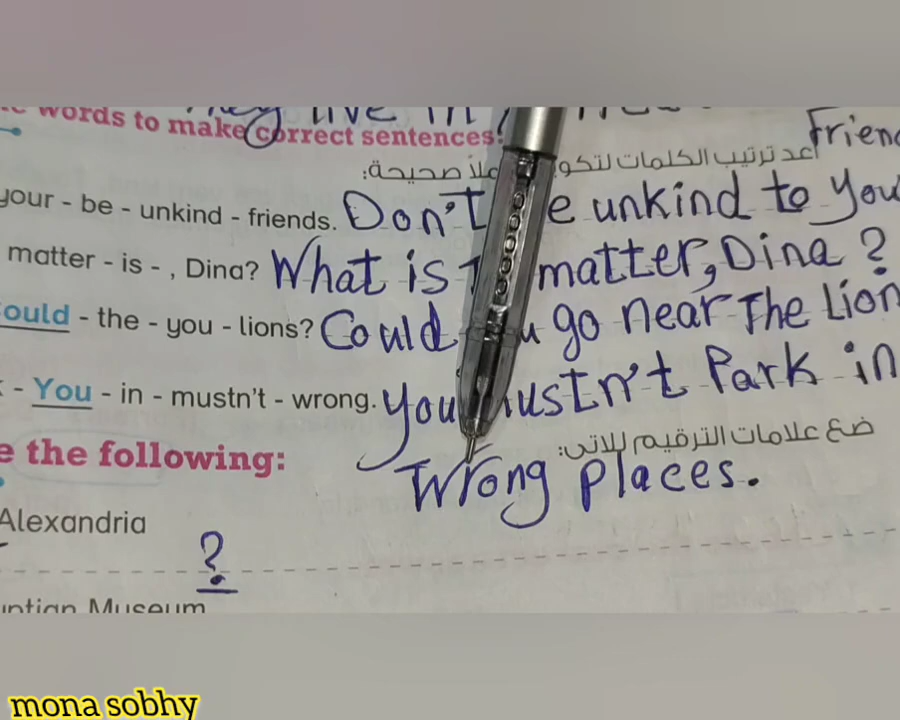 words to make correct sentences:
Friend
أعد ترتيب الكلمات لتكو
صحيحة:
your - be - unkind - friends. Don't e unkind to you
matter - is - , Dina? What is matter, Dina ?
ould - the - you - lions? Could u go near The Lion
- You - in - mustn't - wrong. you ustn't Park in
ضع علامات الترقيم للآتى:
e the following:
Wrong places.
Alexandria
?
Museum
mona sobhy